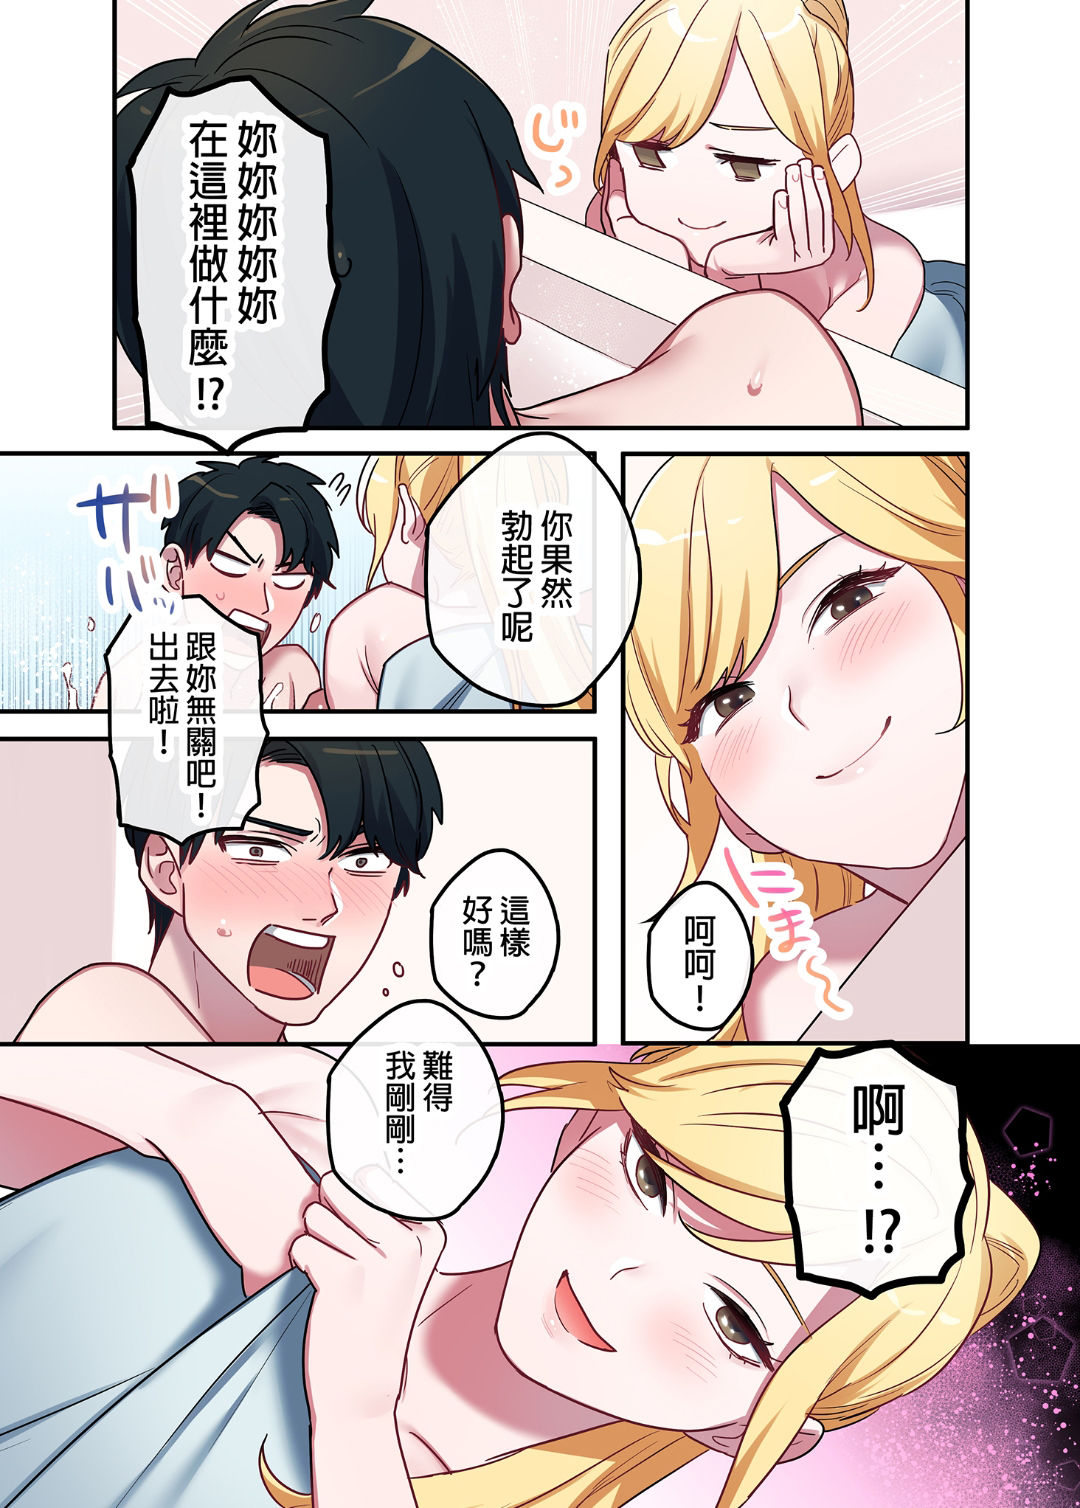 妳妳妳妳妳
在這裡做什麼!?
じっ
你果然
勃起了呢
ザバ
跟妳無關吧！
出去啦！
呵呵！
にま〜
這樣
好嗎？
難得
我剛剛…
啊…!?